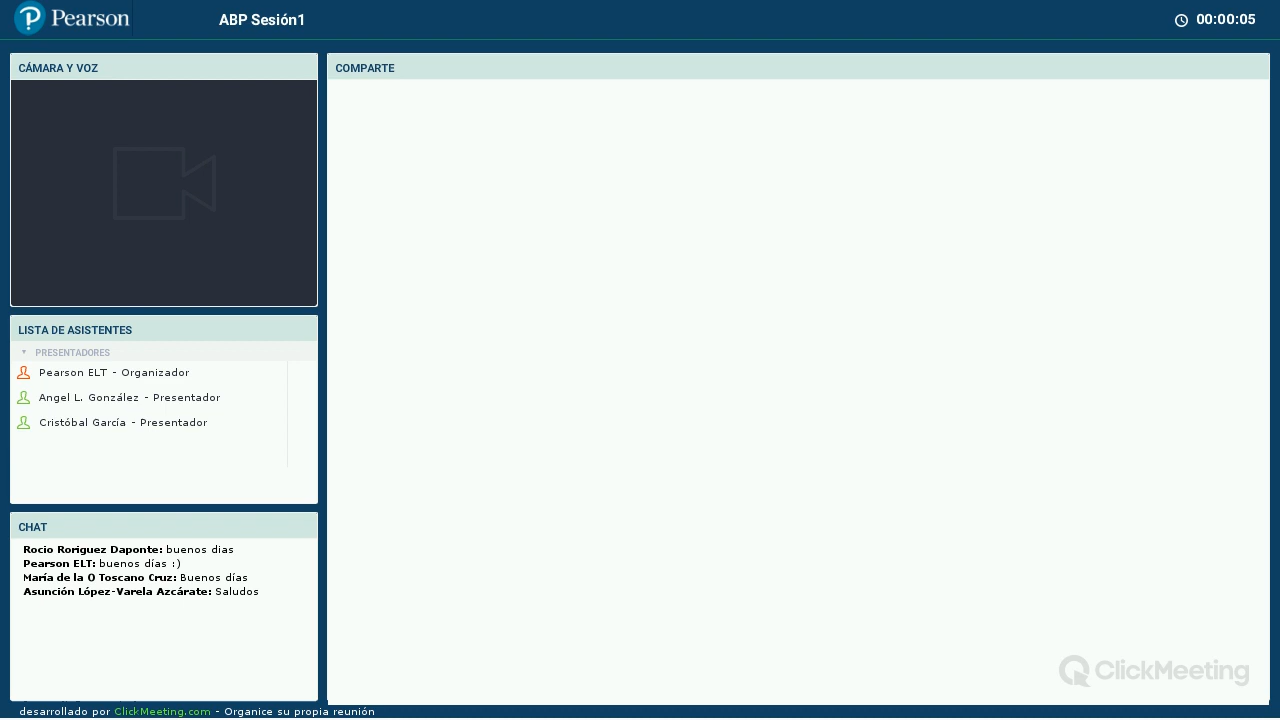 Pearson
ABP Sesión1
00:00:05
CÁMARA Y VOZ
COMPARTE
LISTA DE ASISTENTES
PRESENTADORES
Pearson ELT - Organizador
Angel L. González - Presentador
Cristóbal García - Presentador
CHAT
Rocio Roriguez Daponte: buenos dias
Pearson ELT: buenos días :)
María de la O Toscano Cruz: Buenos días
Asunción López-Varela Azcárate: Saludos
ClickMeeting
desarrollado por ClickMeeting.com - Organice su propia reunión